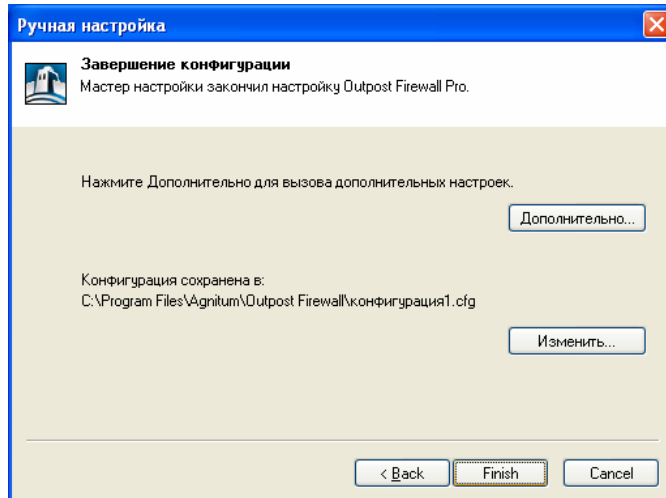 Ручная настройка
Завершение конфигурации
Мастер настройки закончил настройку Outpost Firewall Pro.
Нажмите Дополнительно для вызова дополнительных настроек.
Дополнительно...
Конфигурация сохранена в:
C:\Program Files\Agnitum\Outpost Firewall\конфигурация1.cfg
Изменить...
< Back Finish Cancel